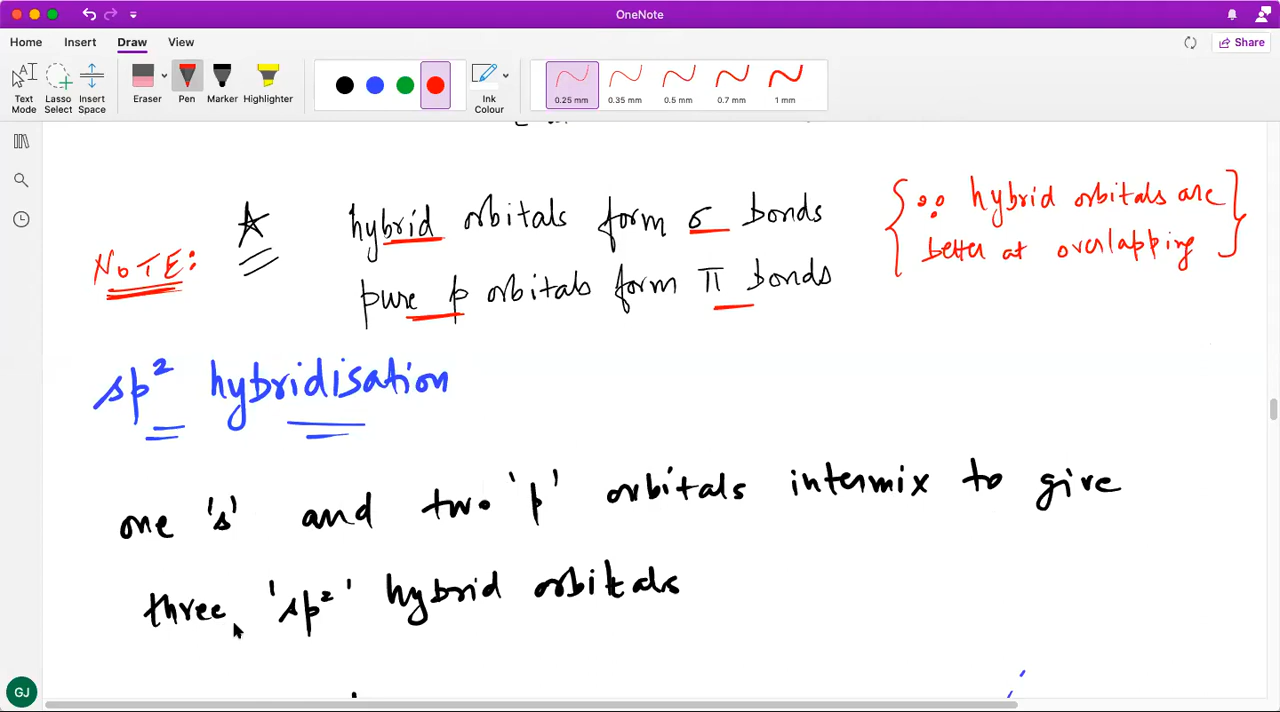 OneNote
Home Insert Draw View
Share
Text Mode
Lasso Select
Insert Space
Eraser
Pen
Marker
Highlighter
Ink Colour
0.25 mm
0.35 mm
0.5 mm
0.7 mm
1 mm
NOTE:
hybrid orbitals form σ bonds
pure p orbitals form π bonds
{∵ hybrid orbitals are
better at overlapping}
sp² hybridisation
one 's' and two 'p' orbitals intermix to give
three 'sp²' hybrid orbitals
GJ